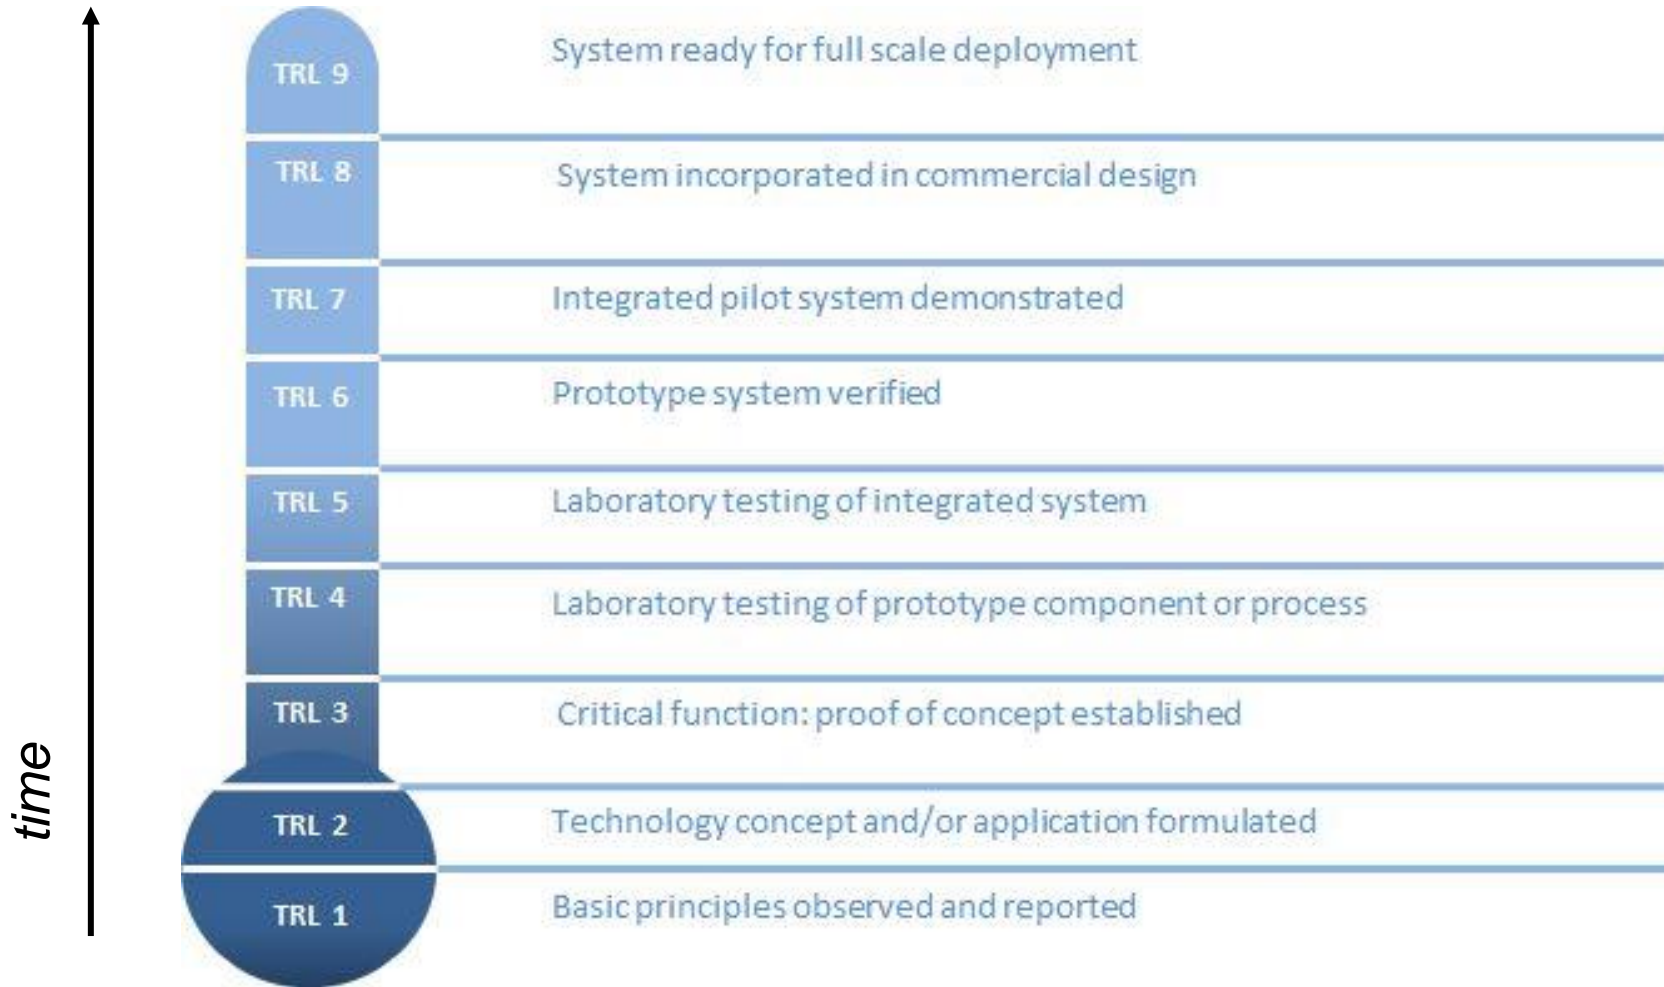 TRL 9 System ready for full scale deployment
TRL 8 System incorporated in commercial design
TRL 7 Integrated pilot system demonstrated
TRL 6 Prototype system verified
TRL 5 Laboratory testing of integrated system
TRL 4 Laboratory testing of prototype component or process
TRL 3 Critical function: proof of concept established
TRL 2 Technology concept and/or application formulated
TRL 1 Basic principles observed and reported
time